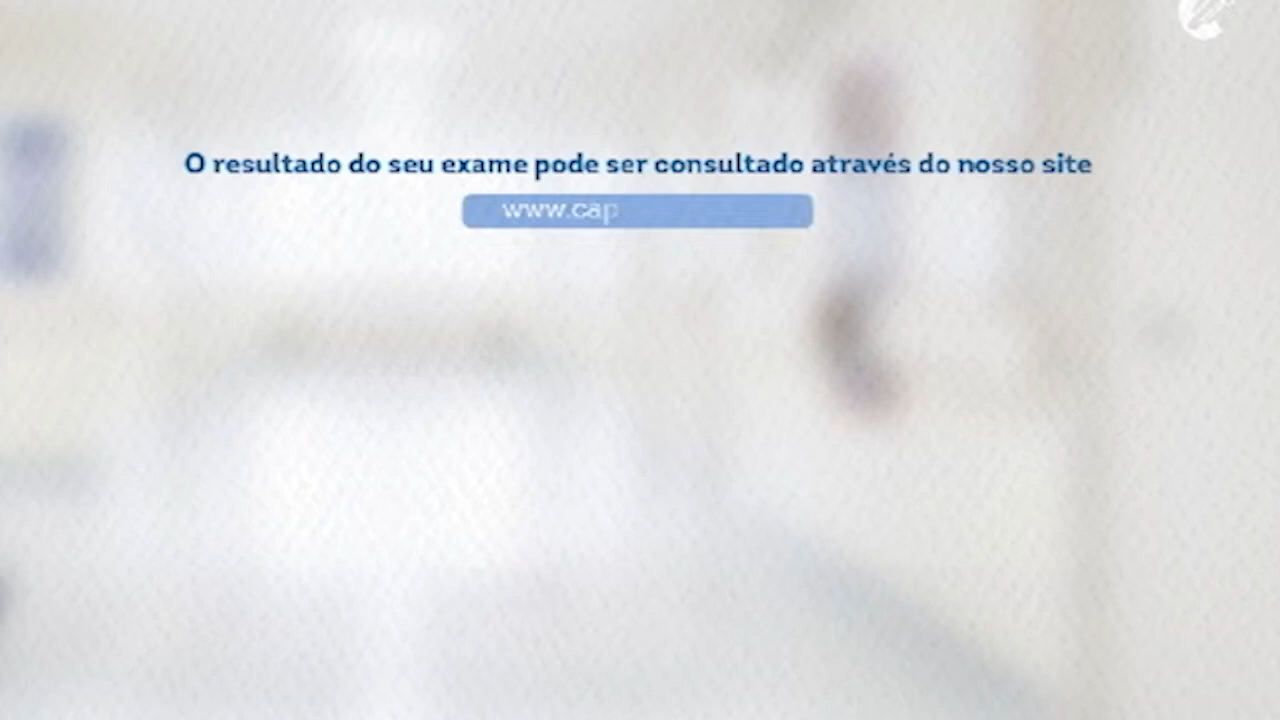 O resultado do seu exame pode ser consultado através do nosso site
www.cap